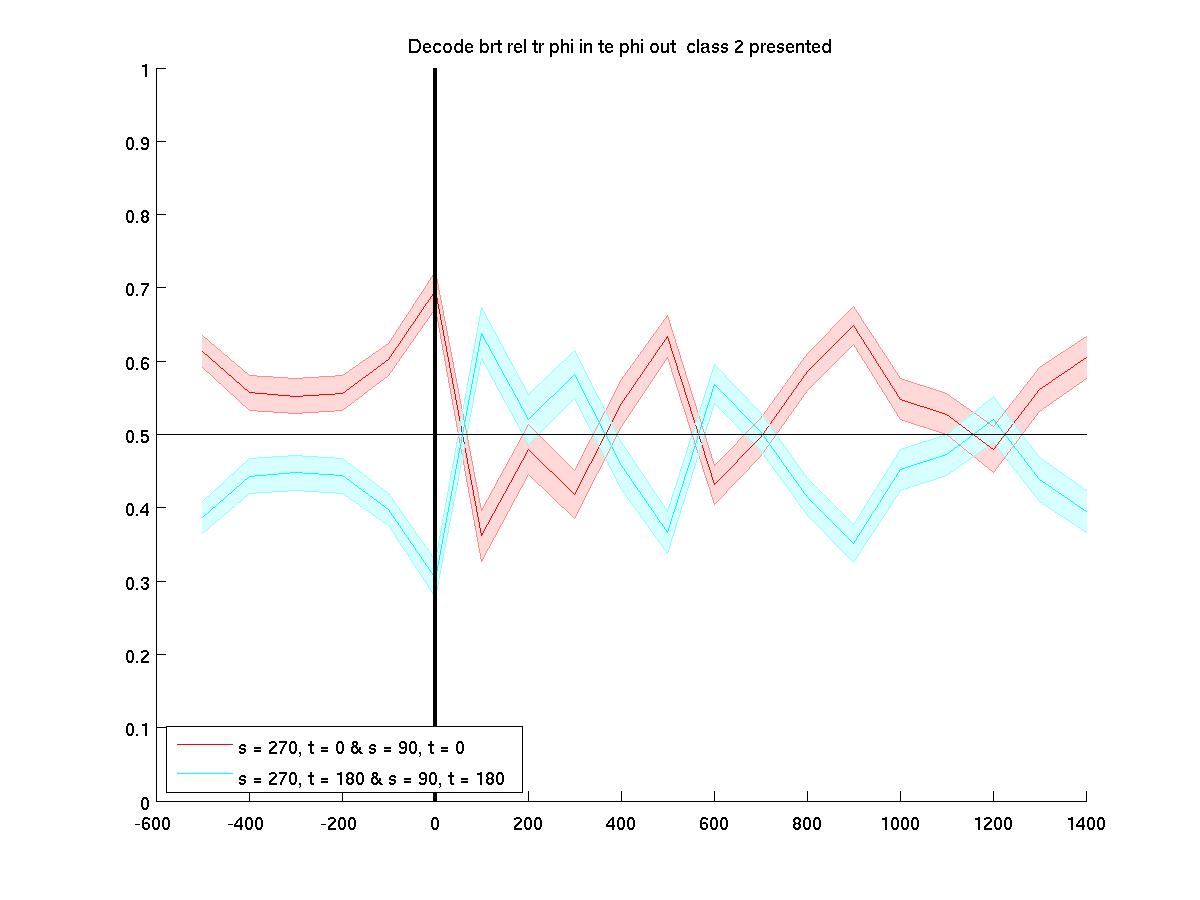 Decode brt rel tr phi in te phi out  class 2 presented
1
0.9
0.8
0.7
0.6
0.5
0.4
0.3
0.2
0.1
0
s = 270, t = 0 & s = 90, t = 0
s = 270, t = 180 & s = 90, t = 180
-600 -400 -200 0 200 400 600 800 1000 1200 1400